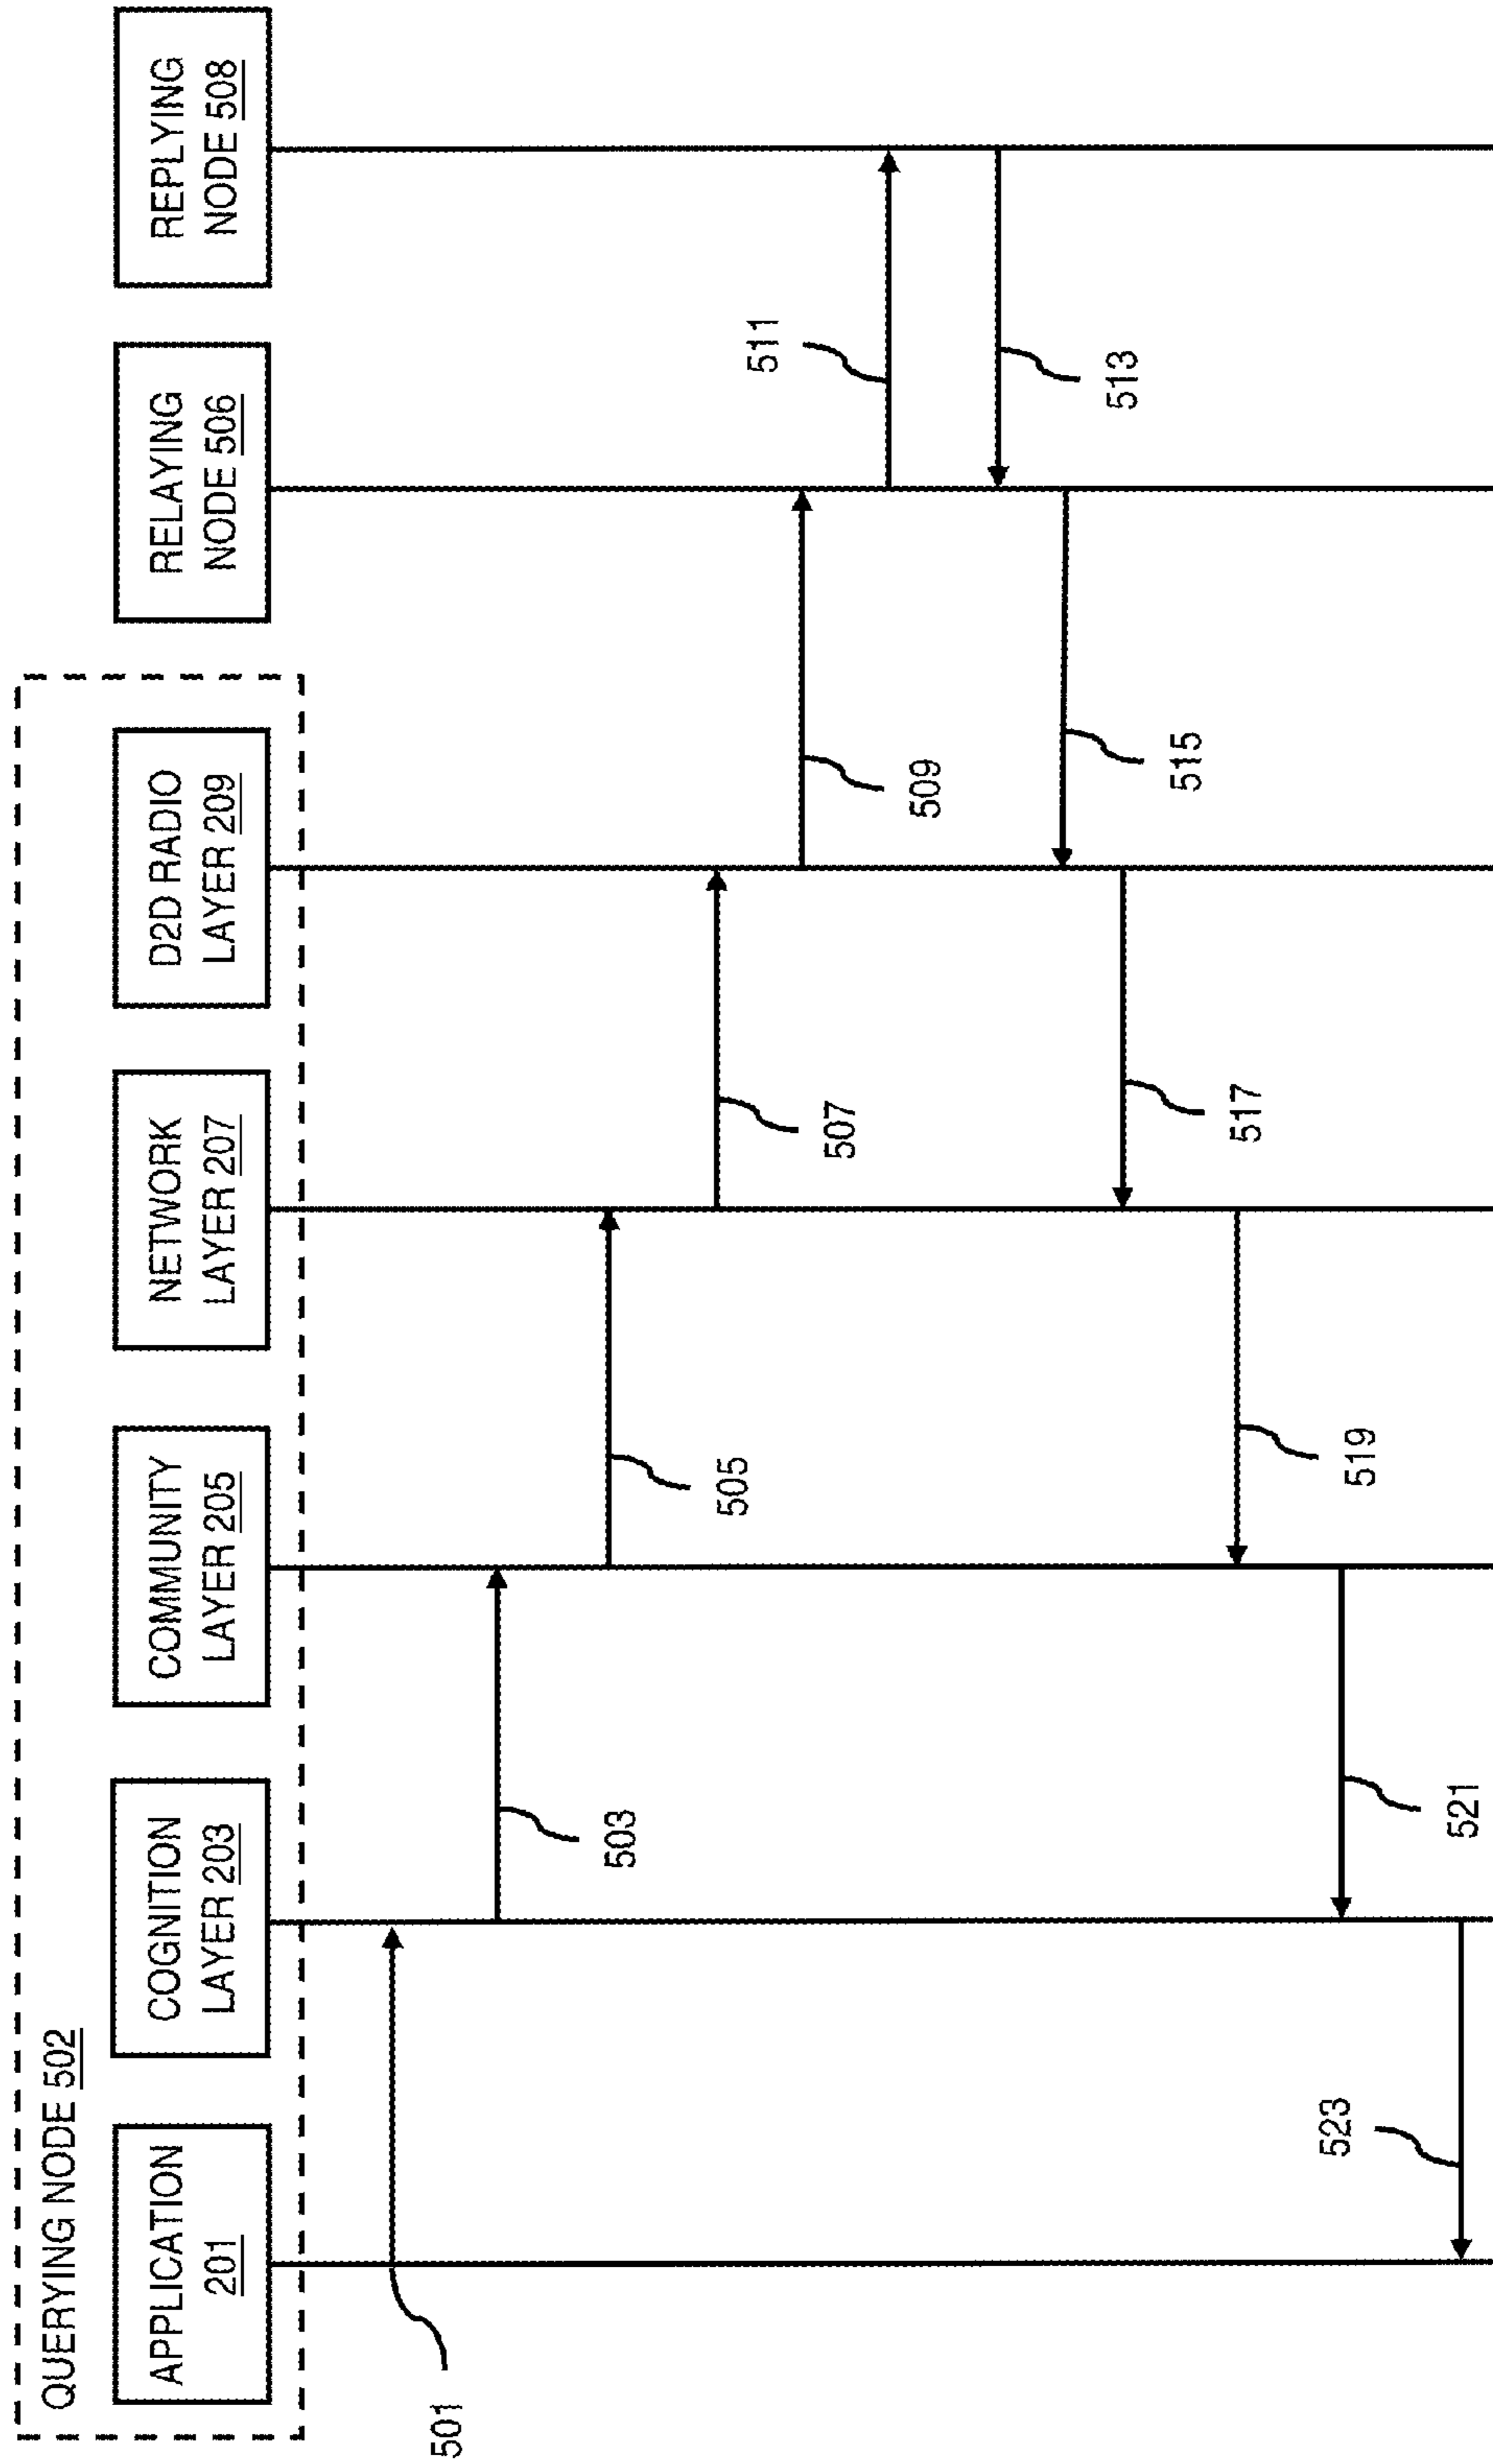 QUERYING NODE 502
APPLICATION
201
COGNITION
LAYER 203
COMMUNITY
LAYER 205
NETWORK
LAYER 207
D2D RADIO
LAYER 209
RELAYING
NODE 506
REPLYING
NODE 508
501
503
505
507
509
511
513
515
517
519
521
523